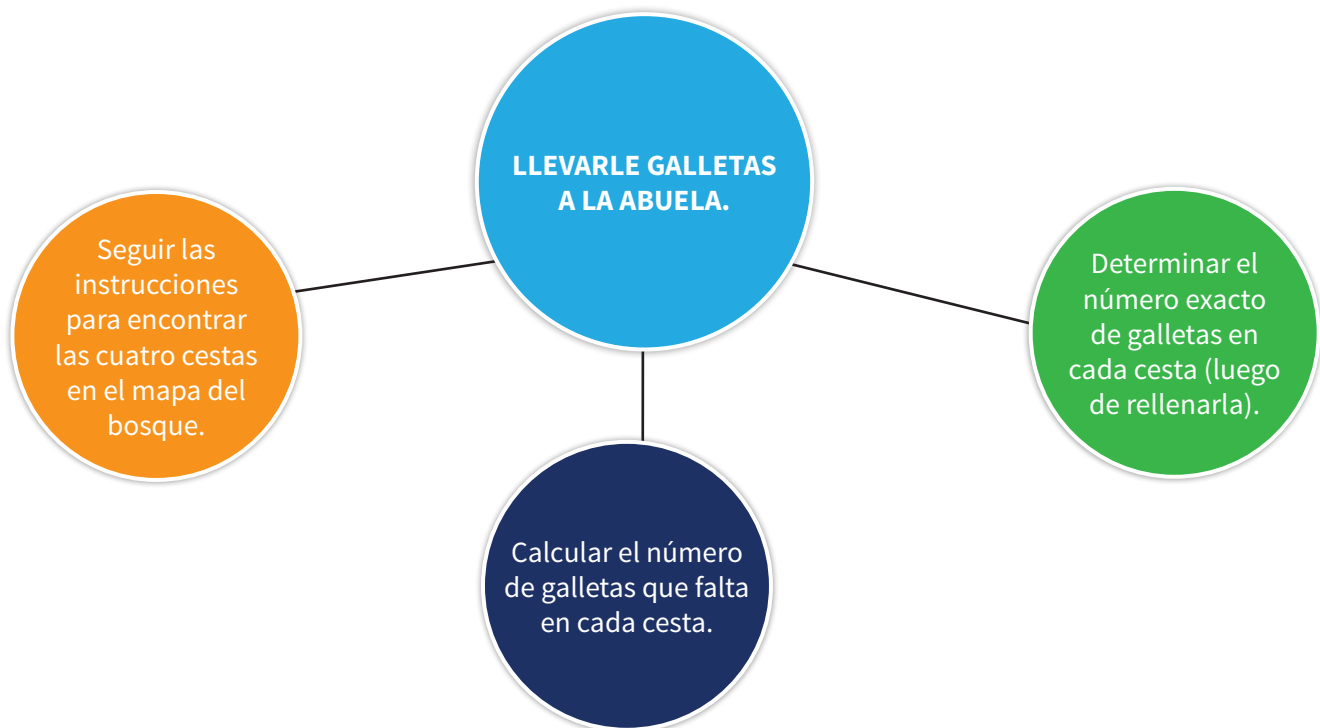 LLEVARLE GALLETAS
A LA ABUELA.
Seguir las
instrucciones
para encontrar
las cuatro cestas
en el mapa del
bosque.
Calcular el número
de galletas que falta
en cada cesta.
Determinar el
número exacto
de galletas en
cada cesta (luego
de rellenarla).